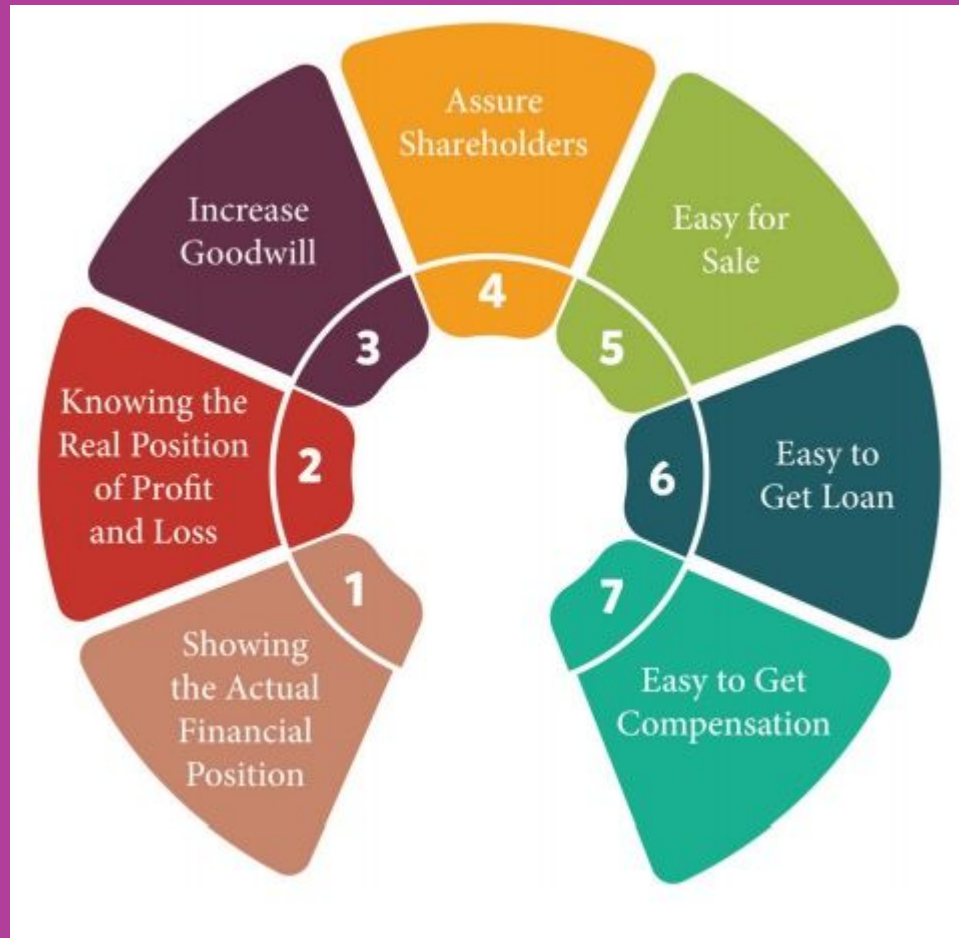 1
Showing
the Actual
Financial
Position
2
Knowing the
Real Position
of Profit
and Loss
3
Increase
Goodwill
4
Assure
Shareholders
5
Easy for
Sale
6
Easy to
Get Loan
7
Easy to Get
Compensation